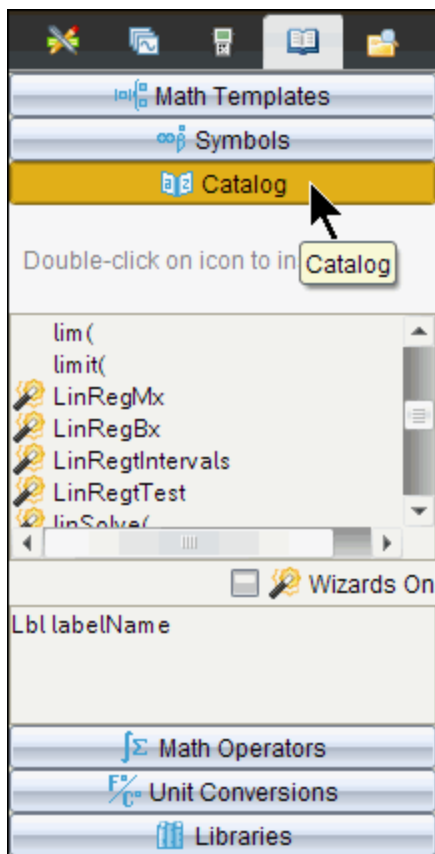 Math Templates
Symbols
Catalog
Double-click on icon to in
Catalog
lim(
limit(
LinRegMx
LinRegBx
LinRegtIntervals
LinRegtTest
linSolve(
Wizards On
Lbl labelName
Math Operators
Unit Conversions
Libraries